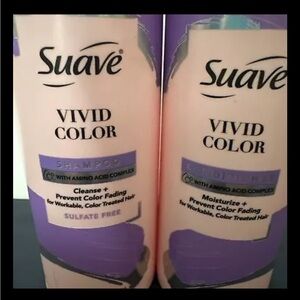 Suave
VIVID
COLOR
SHAMPOO
WITH AMINO ACID COMPLEX
Cleanse +
Prevent Color Fading
for Workable, Color Treated Hair
SULFATE FREE
Suave
VIVID
COLOR
WITH AMINO ACID COMPLEX
Moisturize +
Prevent Color Fading
for Workable, Color Treated Hair